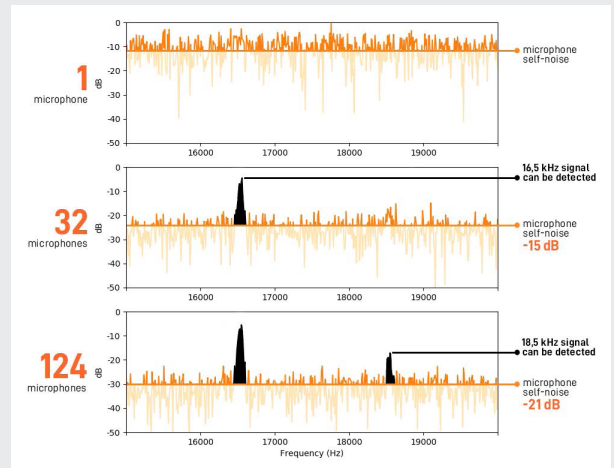 0
-10
-20
-30
-40
-50
dB
1
microphone
16000 17000 18000 19000
microphone
self-noise
0
-10
-20
-30
-40
-50
dB
32
microphones
16000 17000 18000 19000
16,5 kHz signal
can be detected
microphone
self-noise
-15 dB
0
-10
-20
-30
-40
-50
dB
124
microphones
16000 17000 18000 19000
Frequency (Hz)
18,5 kHz signal
can be detected
microphone
self-noise
-21 dB